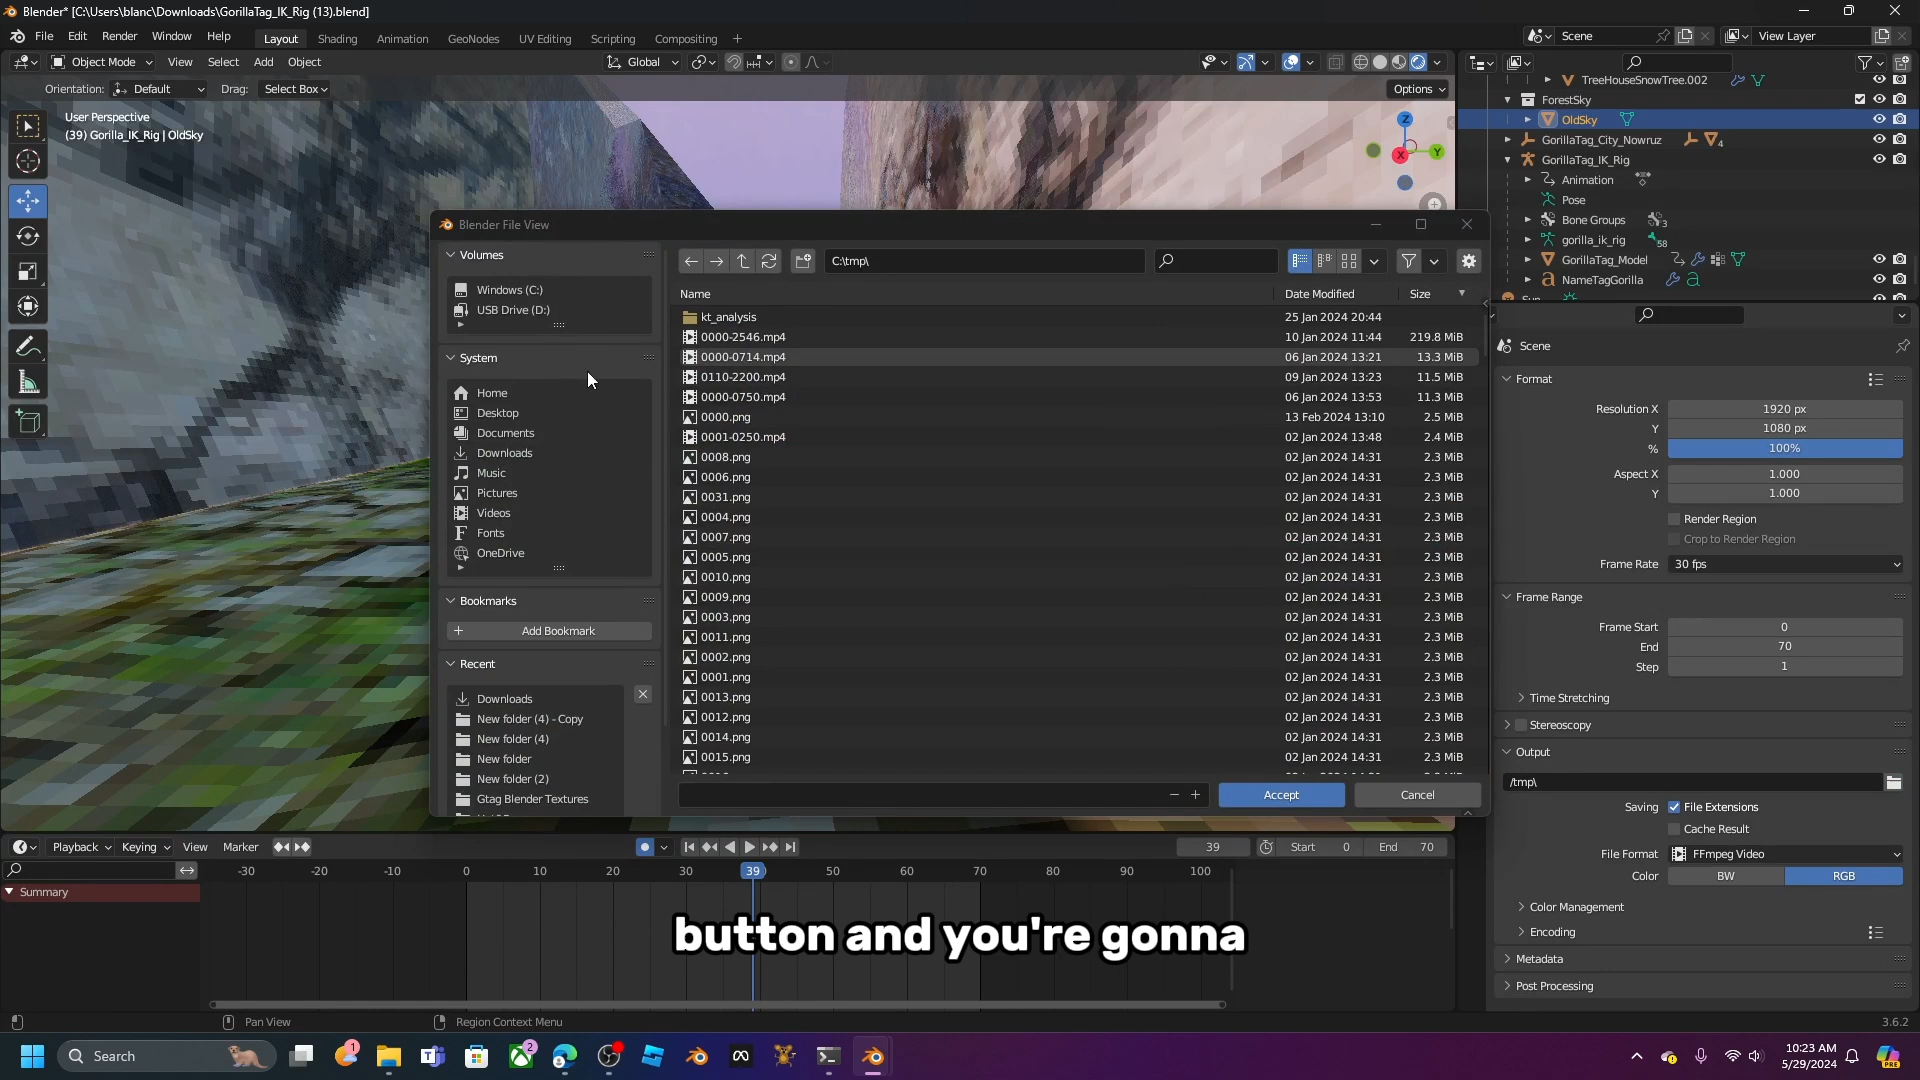 Blender* [C:\Users\blanc\Downloads\GorillaTag_IK_Rig (13).blend]
File Edit Render Window Help Layout Shading Animation GeoNodes UV Editing Scripting Compositing + Scene View Layer
Object Mode View Select Add Object Global
Orientation: Default Drag: Select Box Options
User Perspective
(39) Gorilla_IK_Rig | OldSky
Z
X Y
TreeHouseSnowTree.002
ForestSky
OldSky
GorillaTag_City_Nowruz 4
GorillaTag_IK_Rig
Animation
Pose
Bone Groups 3
gorilla_ik_rig 58
GorillaTag_Model
NameTagGorilla
Sun
Blender File View
Volumes
Windows (C:)
USB Drive (D:)
System
Home
Desktop
Documents
Downloads
Music
Pictures
Videos
Fonts
OneDrive
Bookmarks
+ Add Bookmark
Recent
Downloads
New folder (4) - Copy
New folder (4)
New folder
New folder (2)
Gtag Blender Textures
C:\tmp\
Name Date Modified Size
kt_analysis 25 Jan 2024 20:44
0000-2546.mp4 10 Jan 2024 11:44 219.8 MiB
0000-0714.mp4 06 Jan 2024 13:21 13.3 MiB
0110-2200.mp4 09 Jan 2024 13:23 11.5 MiB
0000-0750.mp4 06 Jan 2024 13:53 11.3 MiB
0000.png 13 Feb 2024 13:10 2.5 MiB
0001-0250.mp4 02 Jan 2024 13:48 2.4 MiB
0008.png 02 Jan 2024 14:31 2.3 MiB
0006.png 02 Jan 2024 14:31 2.3 MiB
0031.png 02 Jan 2024 14:31 2.3 MiB
0004.png 02 Jan 2024 14:31 2.3 MiB
0007.png 02 Jan 2024 14:31 2.3 MiB
0005.png 02 Jan 2024 14:31 2.3 MiB
0010.png 02 Jan 2024 14:31 2.3 MiB
0009.png 02 Jan 2024 14:31 2.3 MiB
0003.png 02 Jan 2024 14:31 2.3 MiB
0011.png 02 Jan 2024 14:31 2.3 MiB
0002.png 02 Jan 2024 14:31 2.3 MiB
0001.png 02 Jan 2024 14:31 2.3 MiB
0013.png 02 Jan 2024 14:31 2.3 MiB
0012.png 02 Jan 2024 14:31 2.3 MiB
0014.png 02 Jan 2024 14:31 2.3 MiB
0015.png 02 Jan 2024 14:31 2.3 MiB
Accept Cancel
Scene
Format
Resolution X 1920 px
Y 1080 px
% 100%
Aspect X 1.000
Y 1.000
Render Region
Crop to Render Region
Frame Rate 30 fps
Frame Range
Frame Start 0
End 70
Step 1
Time Stretching
Stereoscopy
Output
/tmp\
Saving File Extensions
Cache Result
File Format FFmpeg Video
Color BW RGB
Color Management
Encoding
Metadata
Post Processing
Playback Keying View Marker 39 Start 0 End 70
-30 -20 -10 0 10 20 30 39 50 60 70 80 90 100
Summary
button and you're gonna
Pan View Region Context Menu 3.6.2
Search 1 2 10:23 AM
5/29/2024 PRE